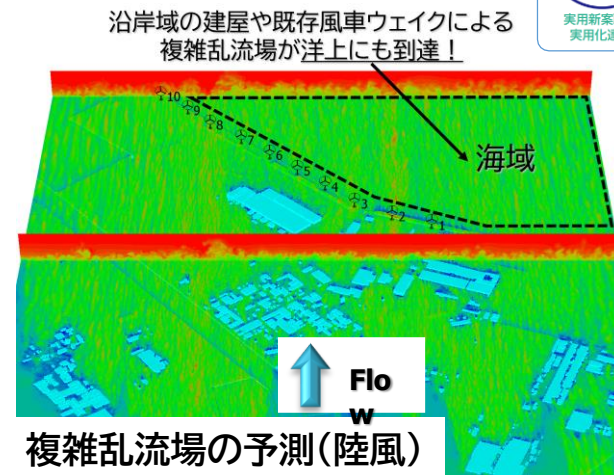 沿岸域の建屋や既存風車ウェイクによる
複雑乱流場が洋上にも到達！
実用新案
実用化
10
9
8
7
6
5
4
3
2
1
海域
Flo
w
複雑乱流場の予測(陸風)